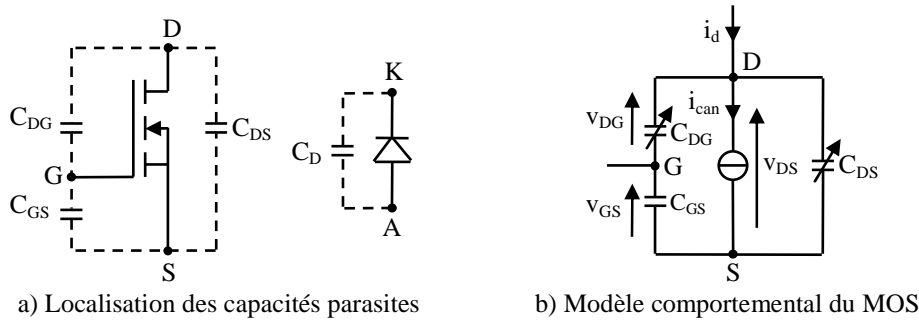 D
C_DG
G
C_GS
C_DS
S
K
C_D
A
a) Localisation des capacités parasites
i_d
D
v_DG
i_can
C_DG
G
v_GS
C_GS
v_DS
C_DS
S
b) Modèle comportemental du MOS